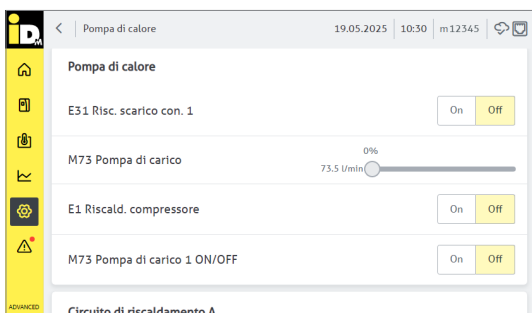 iDM
Pompa di calore 19.05.2025 10:30 m12345
Pompa di calore
E31 Risc. scarico con. 1 On Off
0%
M73 Pompa di carico 73.5 l/min
E1 Riscald. compressore On Off
M73 Pompa di carico 1 ON/OFF On Off
ADVANCED
Circuito di riscaldamento A